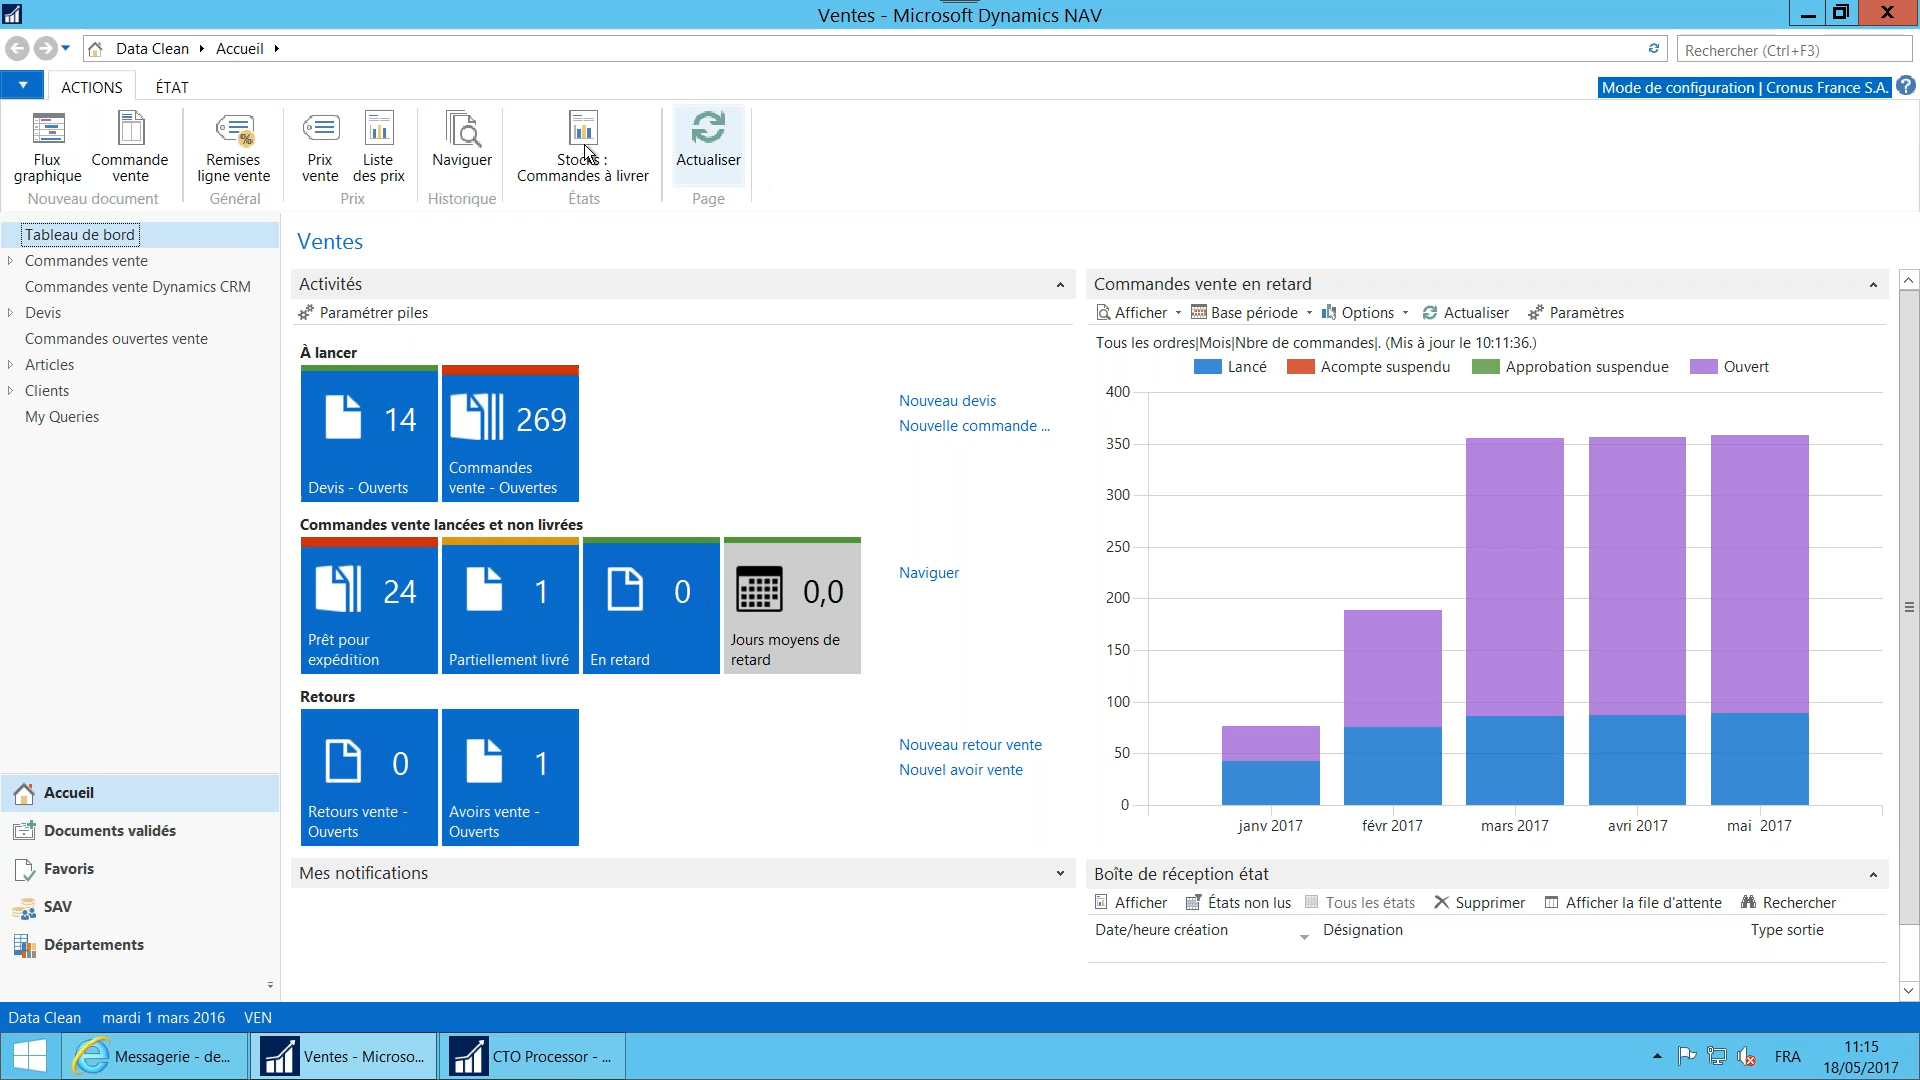 Ventes - Microsoft Dynamics NAV
Data Clean
Accueil
Rechercher (Ctrl+F3)
ACTIONS
ÉTAT
Mode de configuration | Cronus France S.A.
Flux
graphique
Commande
vente
Nouveau document
Remises
ligne vente
Général
Prix
vente
Liste
des prix
Prix
Naviguer
Historique
Stocks :
Commandes à livrer
États
Actualiser
Page
Tableau de bord
Commandes vente
Commandes vente Dynamics CRM
Devis
Commandes ouvertes vente
Articles
Clients
My Queries
Accueil
Documents validés
Favoris
SAV
Départements
Ventes
Activités
Paramétrer piles
À lancer
14
Devis - Ouverts
269
Commandes
vente - Ouvertes
Nouveau devis
Nouvelle commande ...
Commandes vente lancées et non livrées
24
Prêt pour
expédition
1
Partiellement livré
0
En retard
0,0
Jours moyens de
retard
Naviguer
Retours
0
Retours vente -
Ouverts
1
Avoirs vente -
Ouverts
Nouveau retour vente
Nouvel avoir vente
Mes notifications
Commandes vente en retard
Afficher
Base période
Options
Actualiser
Paramètres
Tous les ordres|Mois|Nbre de commandes|. (Mis à jour le 10:11:36.)
Lancé
Acompte suspendu
Approbation suspendue
Ouvert
400
350
300
250
200
150
100
50
0
janv 2017
févr 2017
mars 2017
avri 2017
mai 2017
Boîte de réception état
Afficher
États non lus
Tous les états
Supprimer
Afficher la file d'attente
Rechercher
Date/heure création
Désignation
Type sortie
Data Clean
mardi 1 mars 2016
VEN
Messagerie - de...
Ventes - Microso...
CTO Processor - ...
FRA
11:15
18/05/2017